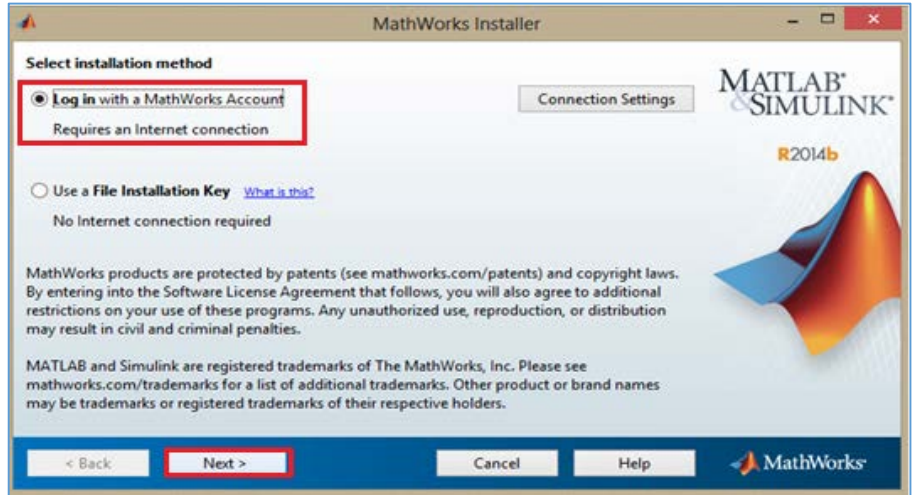 MathWorks Installer
Select installation method
Log in with a MathWorks Account
Connection Settings
Requires an Internet connection
MATLAB®
&SIMULINK®
R2014b
Use a File Installation Key What is this?
No Internet connection required
MathWorks products are protected by patents (see mathworks.com/patents) and copyright laws.
By entering into the Software License Agreement that follows, you will also agree to additional
restrictions on your use of these programs. Any unauthorized use, reproduction, or distribution
may result in civil and criminal penalties.
MATLAB and Simulink are registered trademarks of The MathWorks, Inc. Please see
mathworks.com/trademarks for a list of additional trademarks. Other product or brand names
may be trademarks or registered trademarks of their respective holders.
< Back
Next >
Cancel
Help
MathWorks®